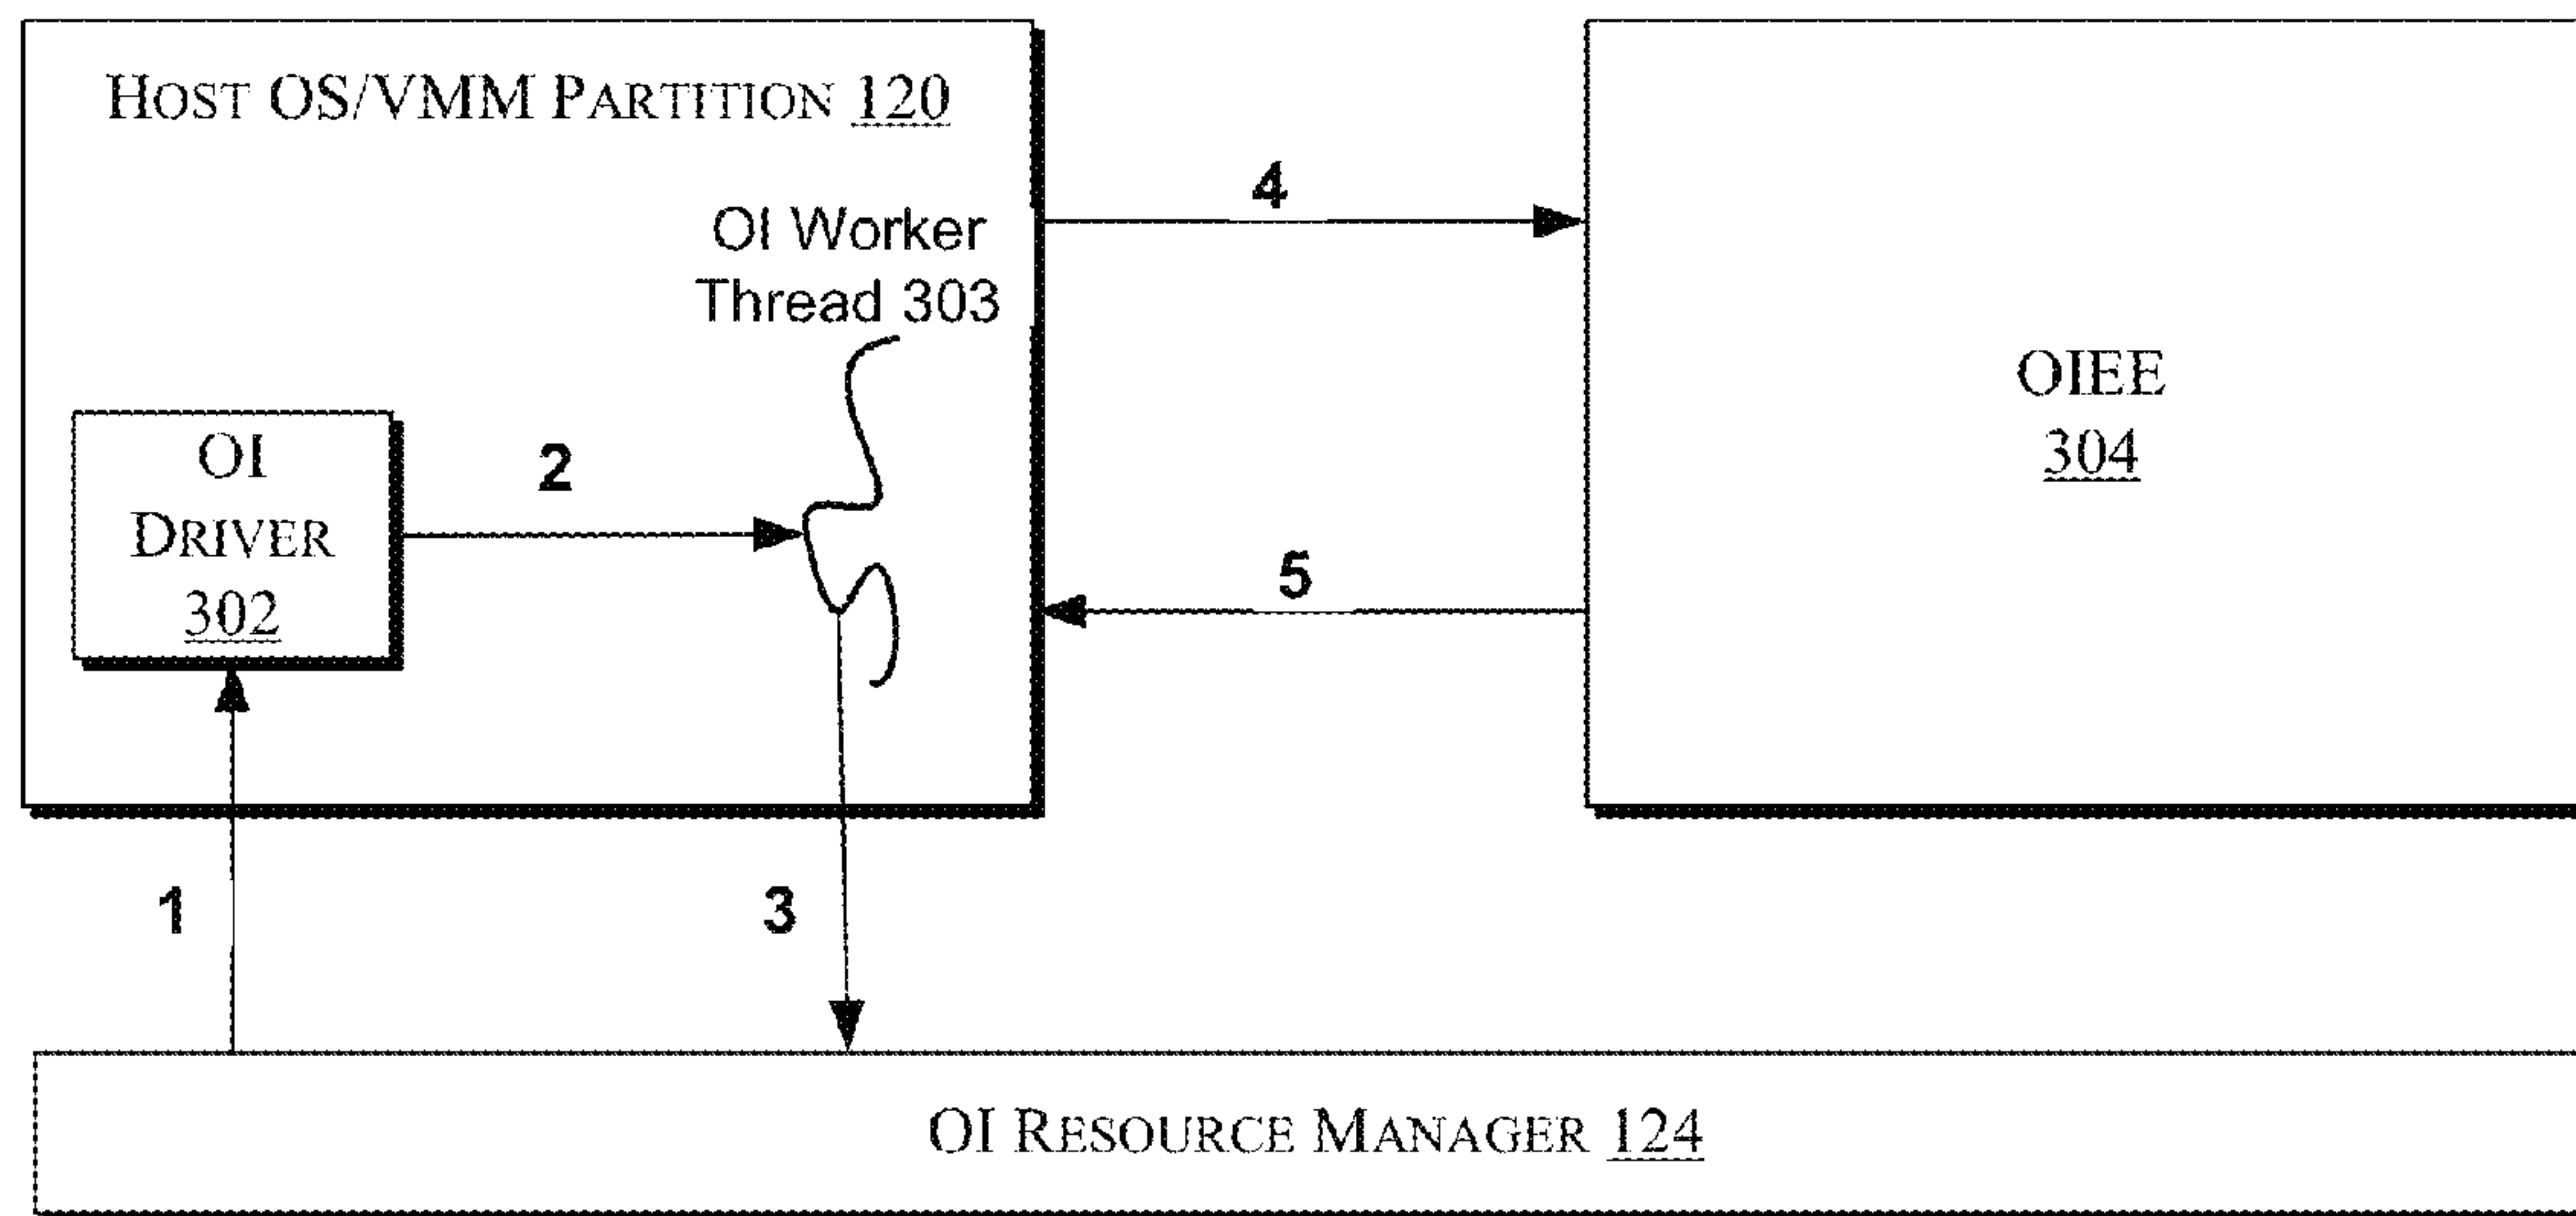 HOST OS/VMM PARTITION 120
OI Worker
Thread 303
4
OIEE
304
OI
DRIVER
302
2
5
1
3
OI RESOURCE MANAGER 124